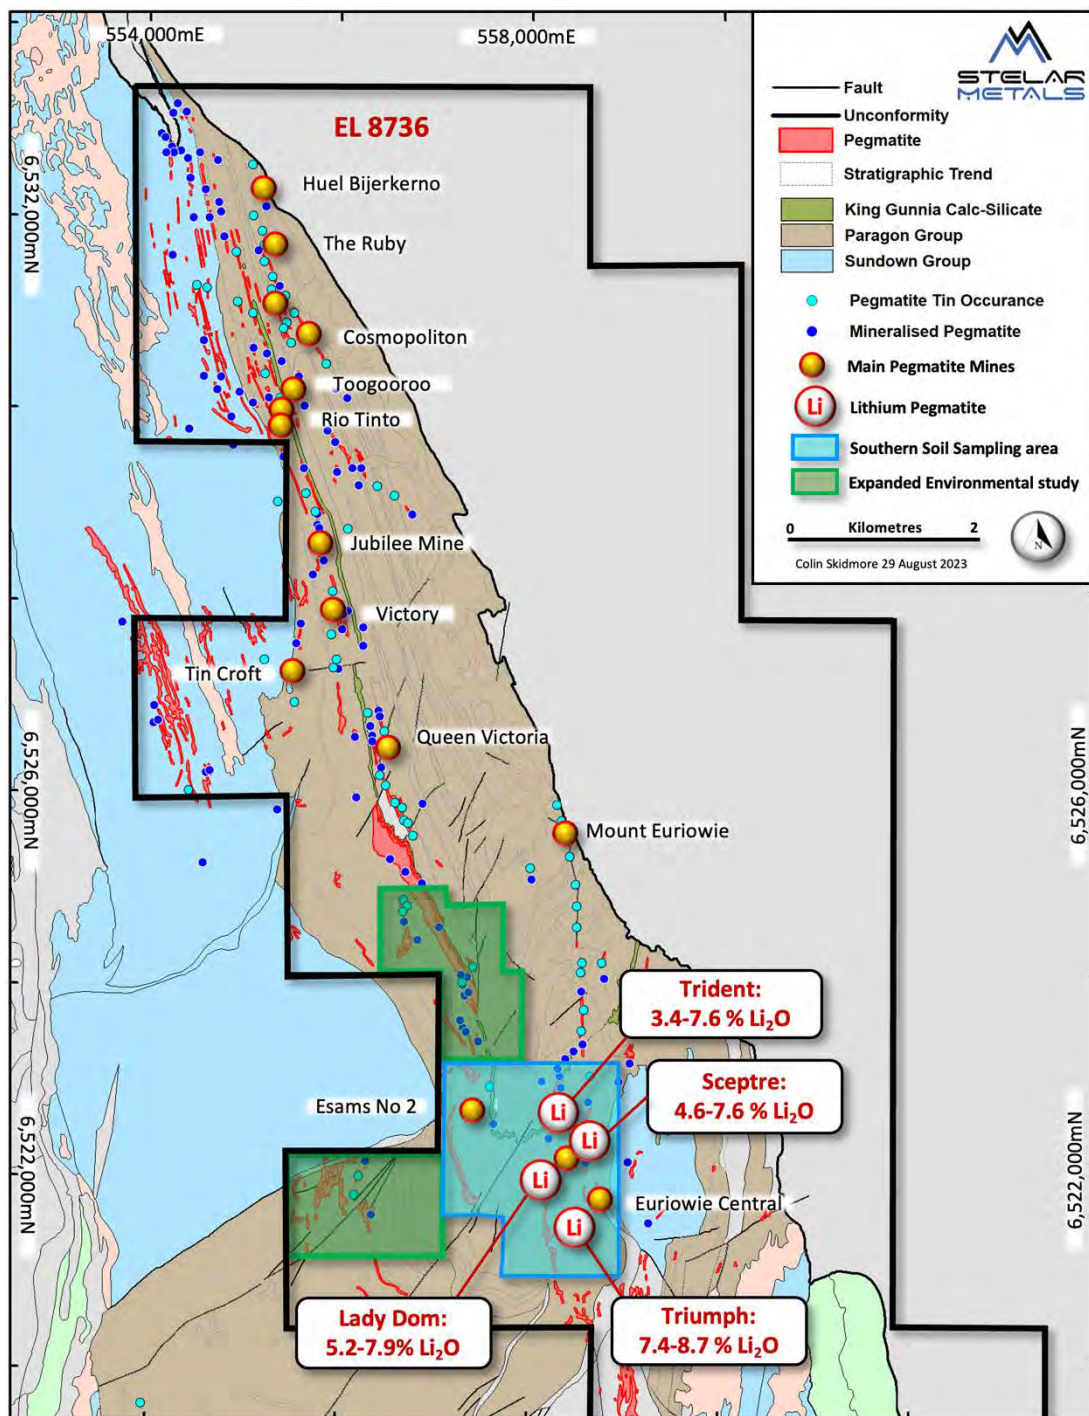 554,000mE
558,000mE
STELAR
METALS
EL 8736
Fault
Unconformity
Pegmatite
Stratigraphic Trend
King Gunnia Calc-Silicate
Paragon Group
Sundown Group
Pegmatite Tin Occurance
Mineralised Pegmatite
Main Pegmatite Mines
Li
Lithium Pegmatite
Southern Soil Sampling area
Expanded Environmental study
0 Kilometres 2
N
Colin Skidmore 29 August 2023
6,532,000mN
Huel Bijerkerno
The Ruby
Cosmopoliton
Toogooroo
Rio Tinto
Jubilee Mine
Victory
Tin Croft
Queen Victoria
6,526,000mN
6,526,000mN
Mount Euriowie
Trident:
3.4-7.6 % Li₂O
Sceptre:
4.6-7.6 % Li₂O
Esams No 2
Li
Li
Li
Li
6,522,000mN
6,522,000mN
Euriowie Central
Lady Dom:
5.2-7.9% Li₂O
Triumph:
7.4-8.7 % Li₂O